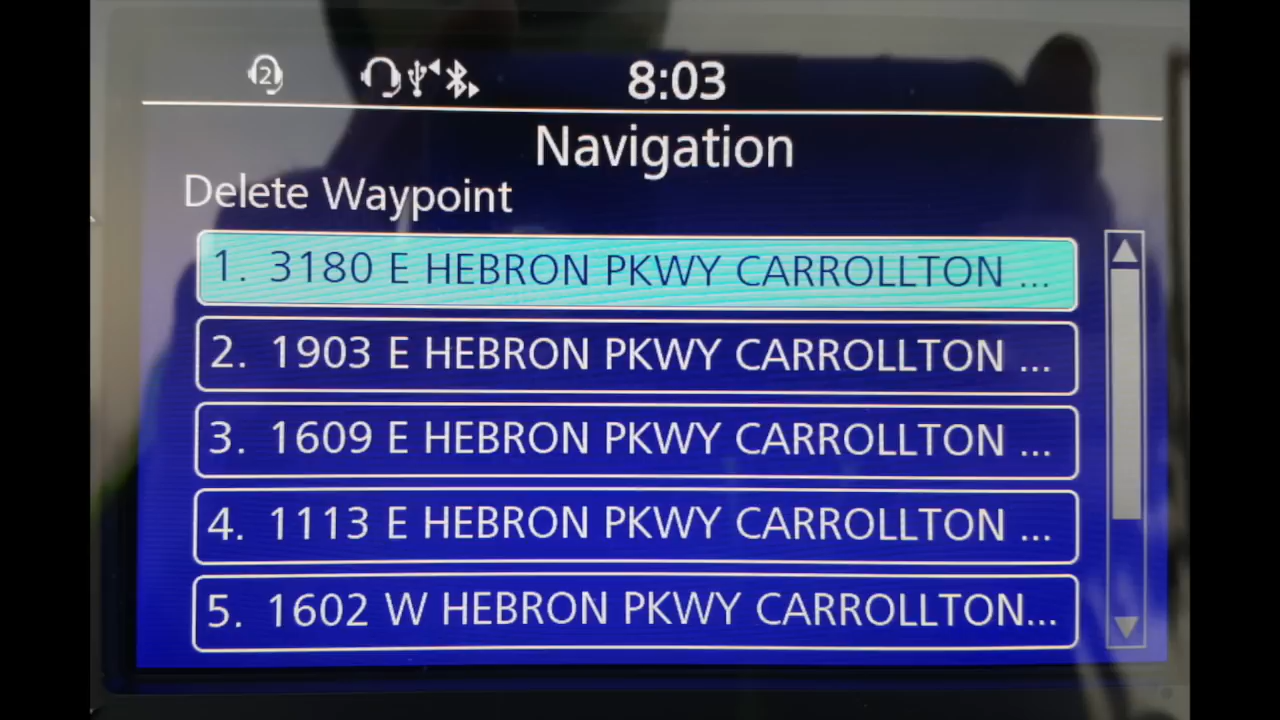 2
8:03
Navigation
Delete Waypoint
1. 3180 E HEBRON PKWY CARROLLTON ...
2. 1903 E HEBRON PKWY CARROLLTON ...
3. 1609 E HEBRON PKWY CARROLLTON ...
4. 1113 E HEBRON PKWY CARROLLTON ...
5. 1602 W HEBRON PKWY CARROLLTON...